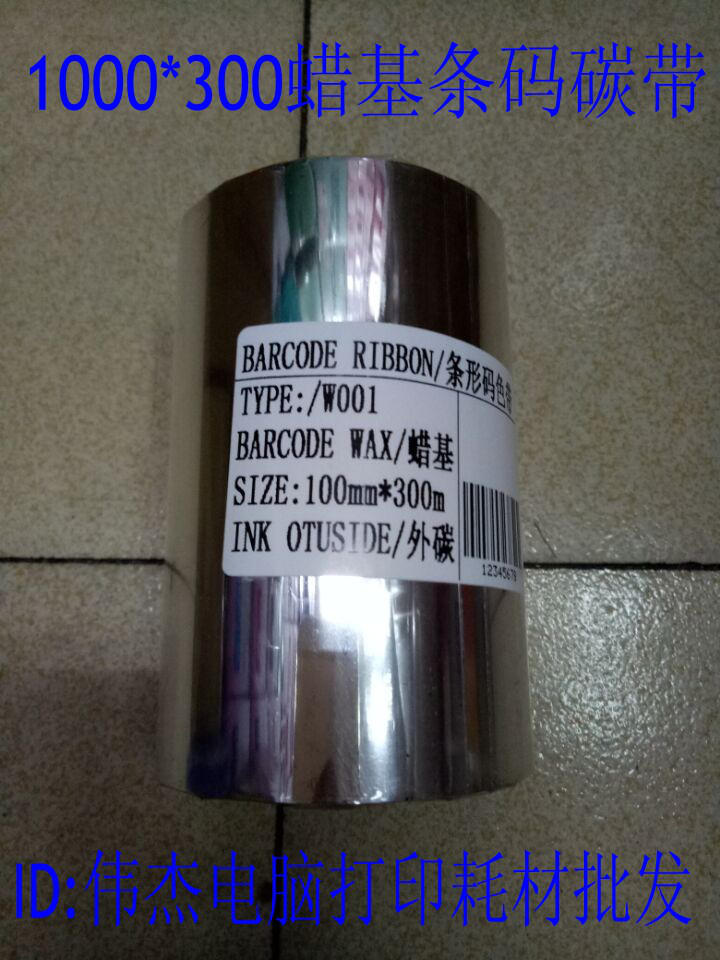 1000*300蜡基条码碳带
BARCODE RIBBON/条形码色带
TYPE:/W001
BARCODE WAX/蜡基
SIZE:100mm*300m
INK OTUSIDE/外碳
12345678
ID:伟杰电脑打印耗材批发